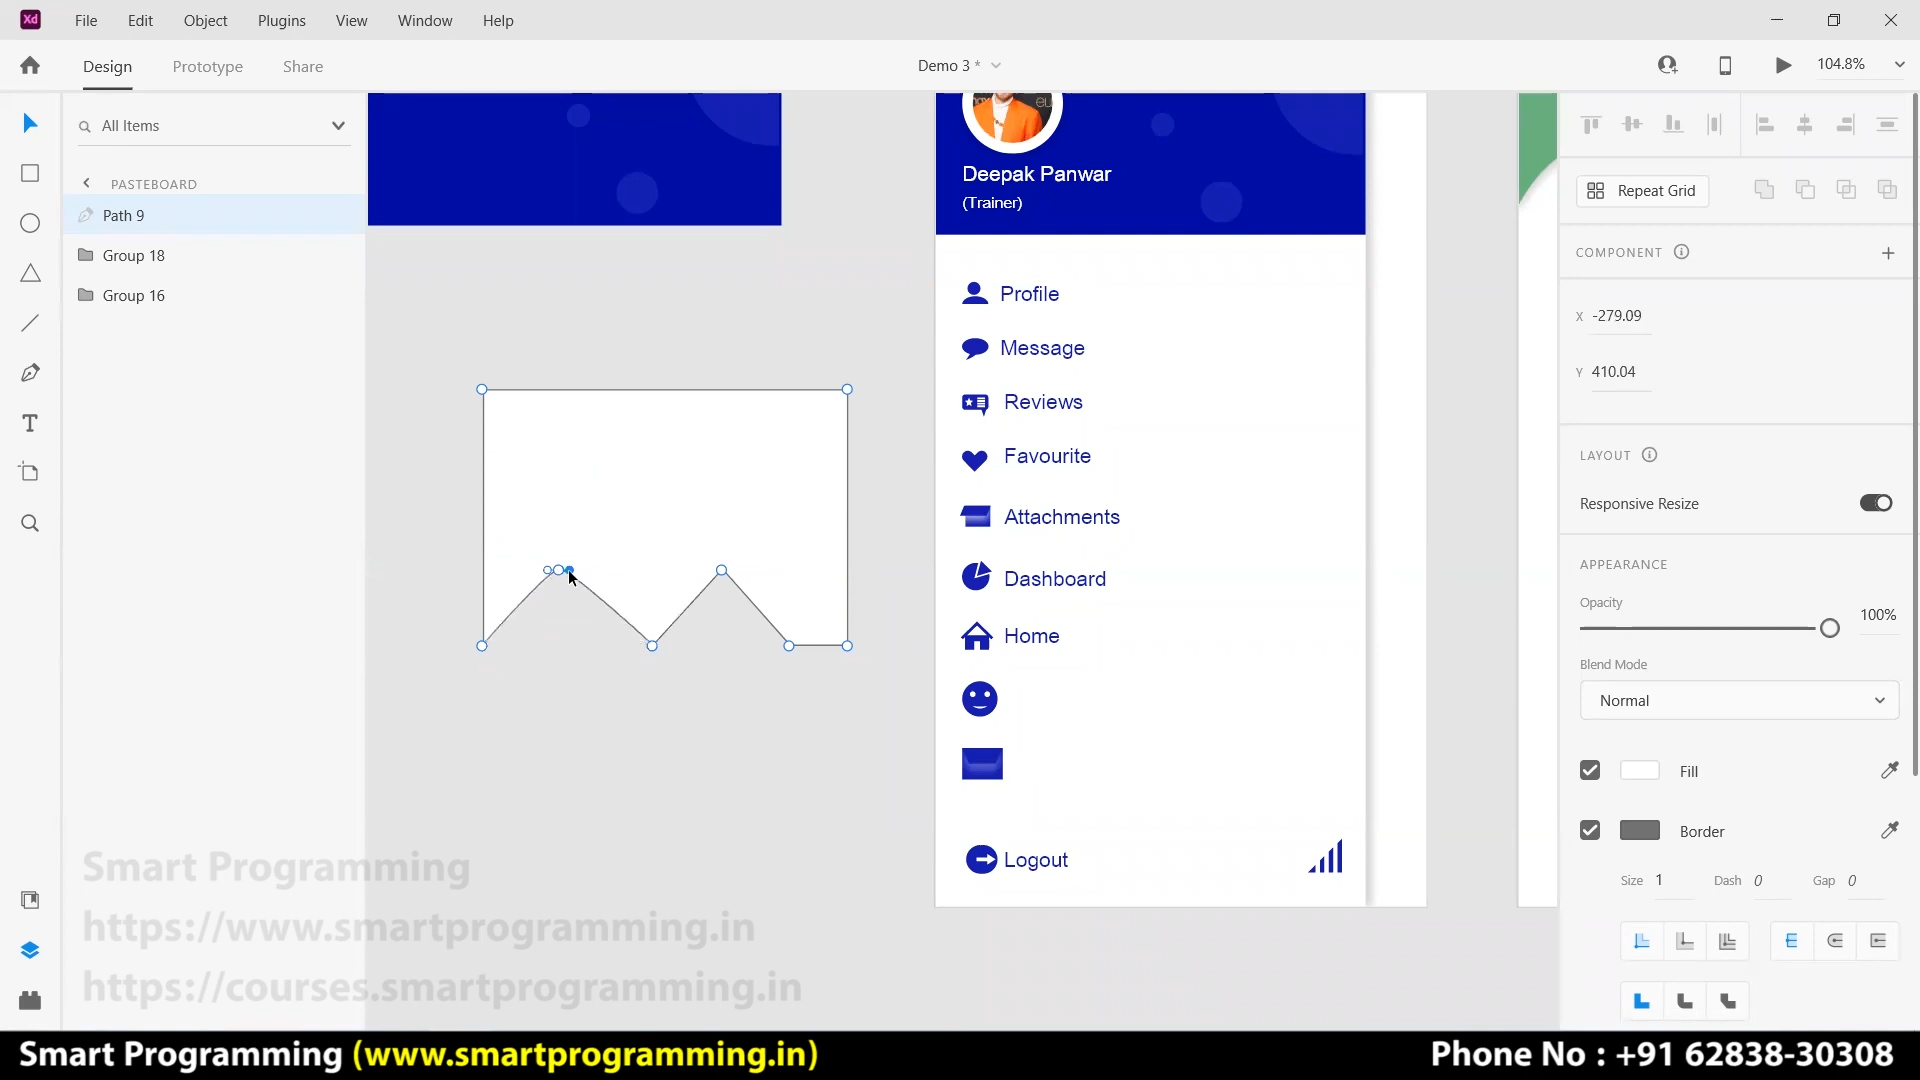 Xd File Edit Object Plugins View Window Help
Design Prototype Share Demo 3 * 104.8%
All Items
PASTEBOARD
Path 9
Group 18
Group 16
Deepak Panwar
(Trainer)
Profile
Message
Reviews
Favourite
Attachments
Dashboard
Home
Logout
Repeat Grid
COMPONENT
X -279.09
Y 410.04
LAYOUT
Responsive Resize
APPEARANCE
Opacity
100%
Blend Mode
Normal
Fill
Border
Size 1 Dash 0 Gap 0
T
Smart Programming
https://www.smartprogramming.in
https://courses.smartprogramming.in
Smart Programming (www.smartprogramming.in) Phone No : +91 62838-30308